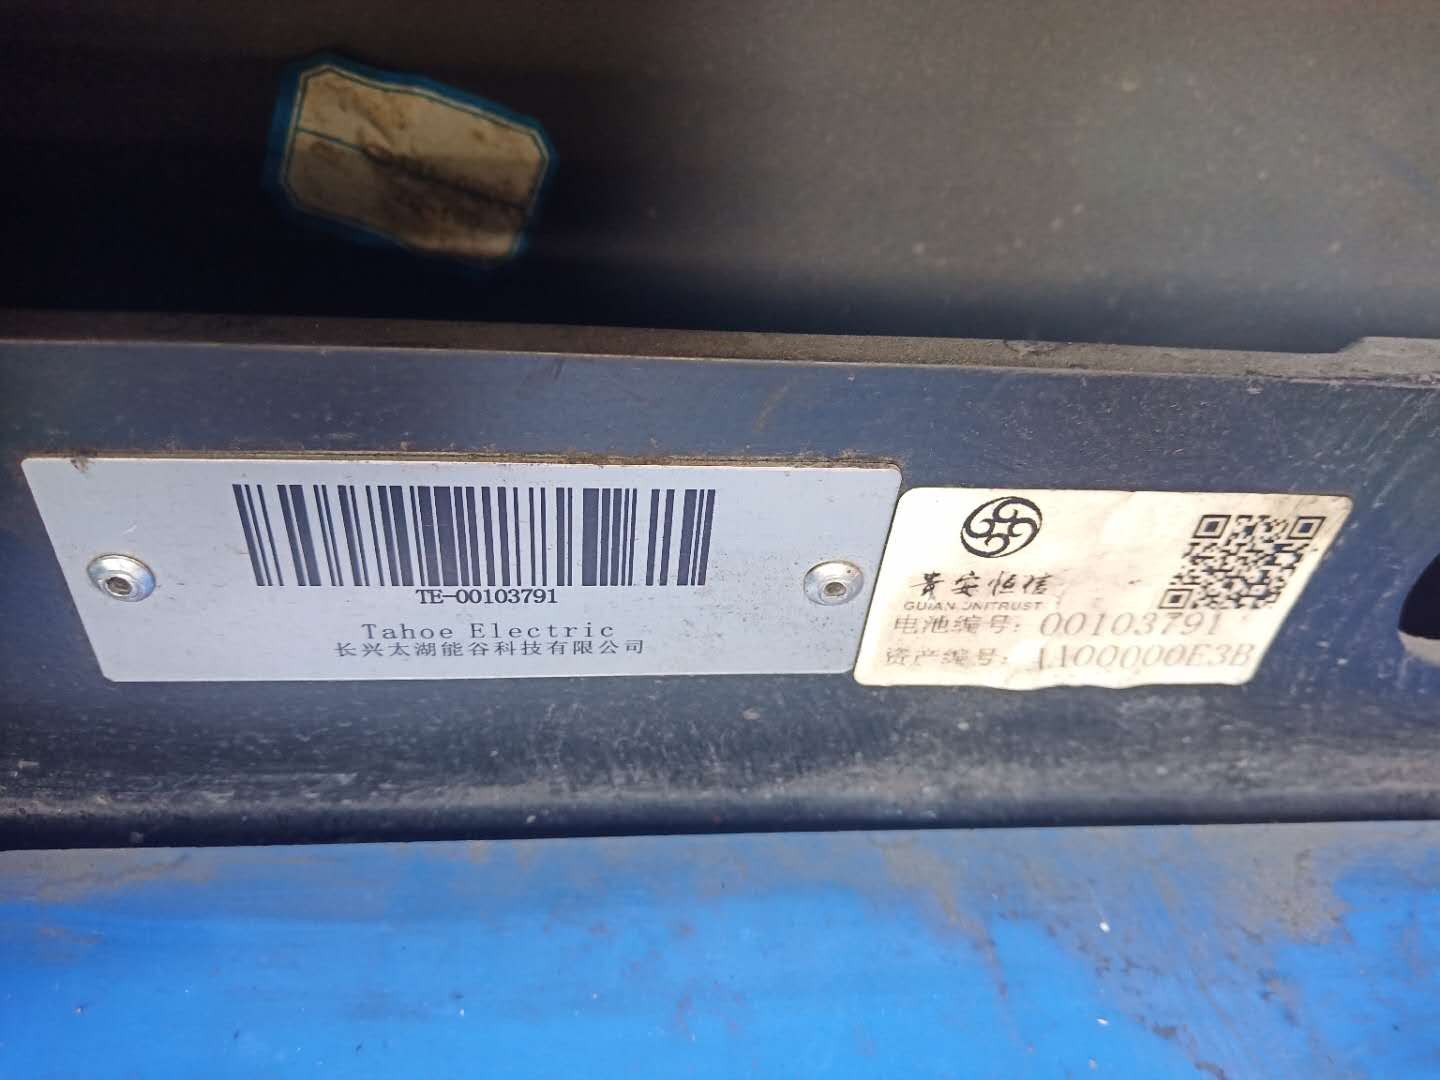 TE-00103791
Tahoe Electric
长兴太湖能谷科技有限公司
贵安恒信
GUIAN UNITRUST
电池编号：00103791
资产编号：AA00000E3B